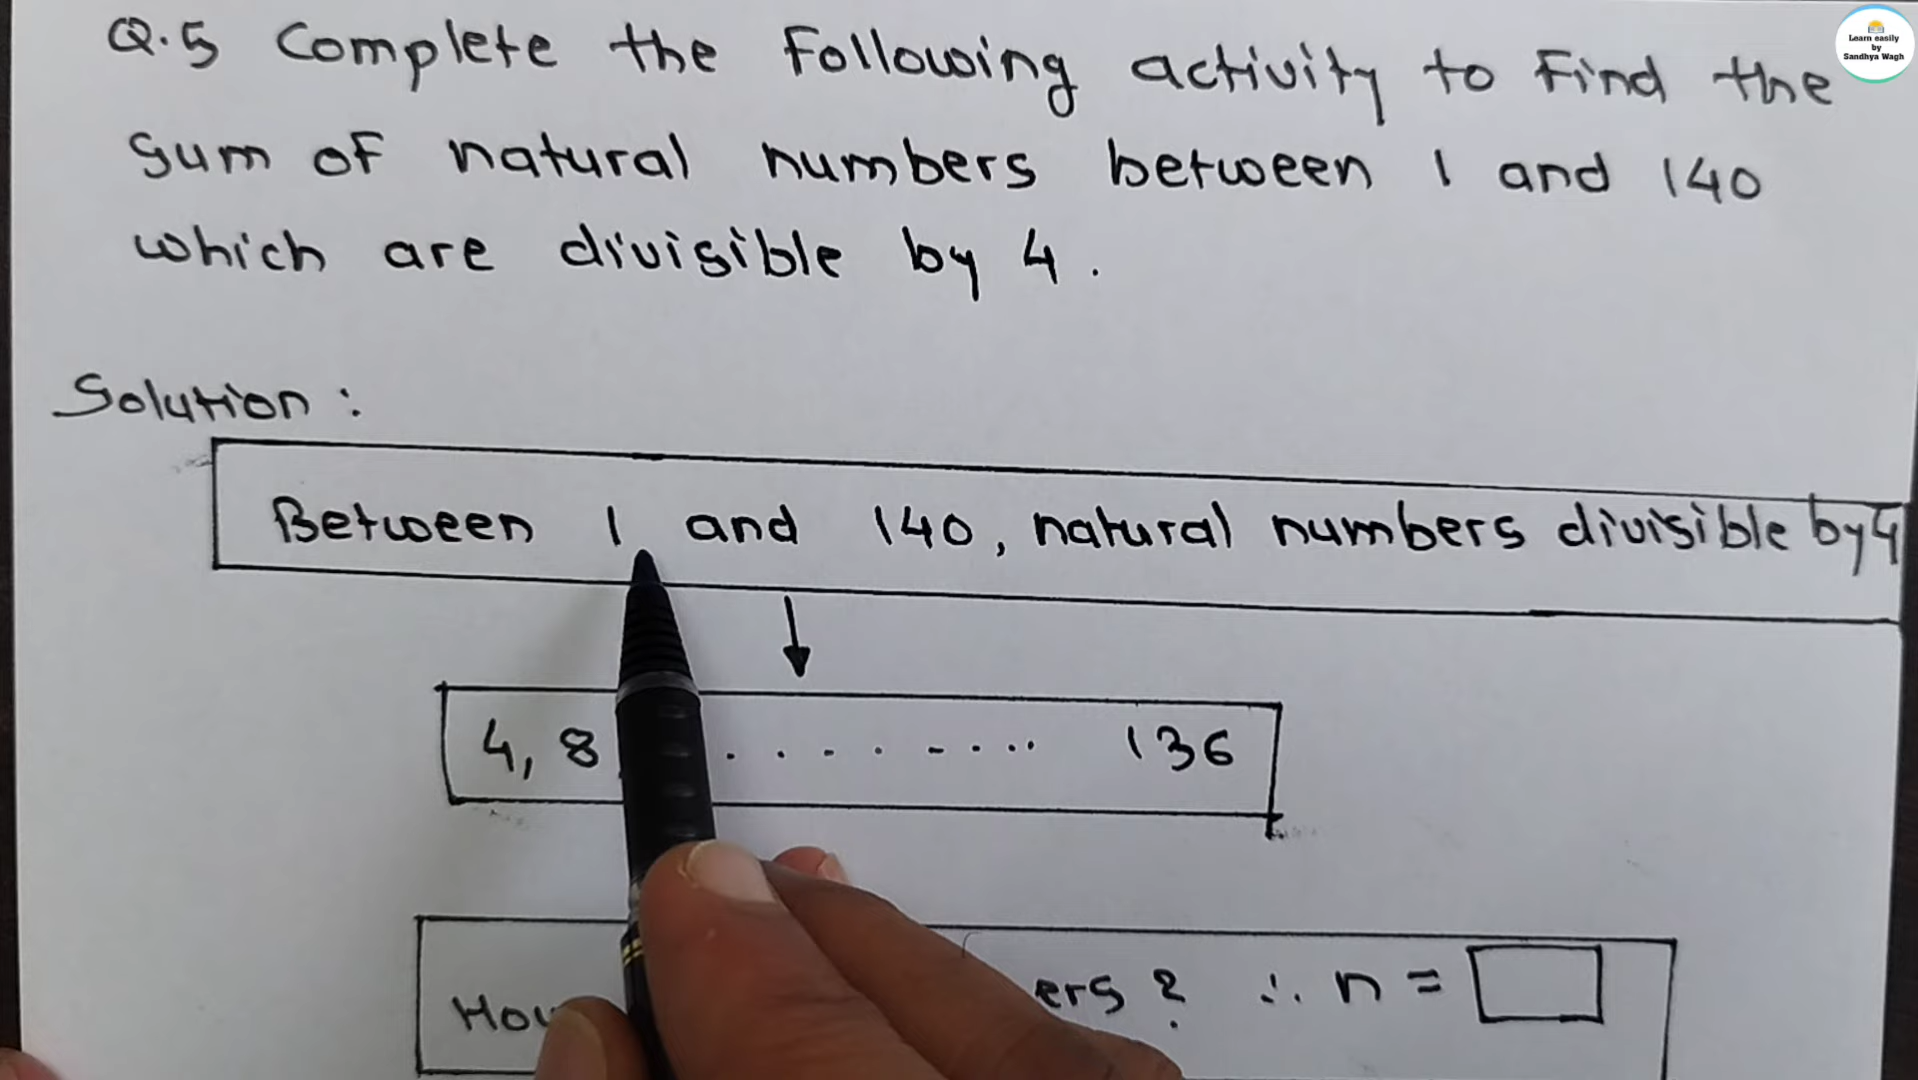 Q.5 Complete the following activity to find the
sum of natural numbers between 1 and 140
which are divisible by 4.
Solution :
Between 1 and 140, natural numbers divisible by 4
4, 8 . . . . . . . . 136
ers ? ∴ n =
Learn easily
by
Sandhya Wagh